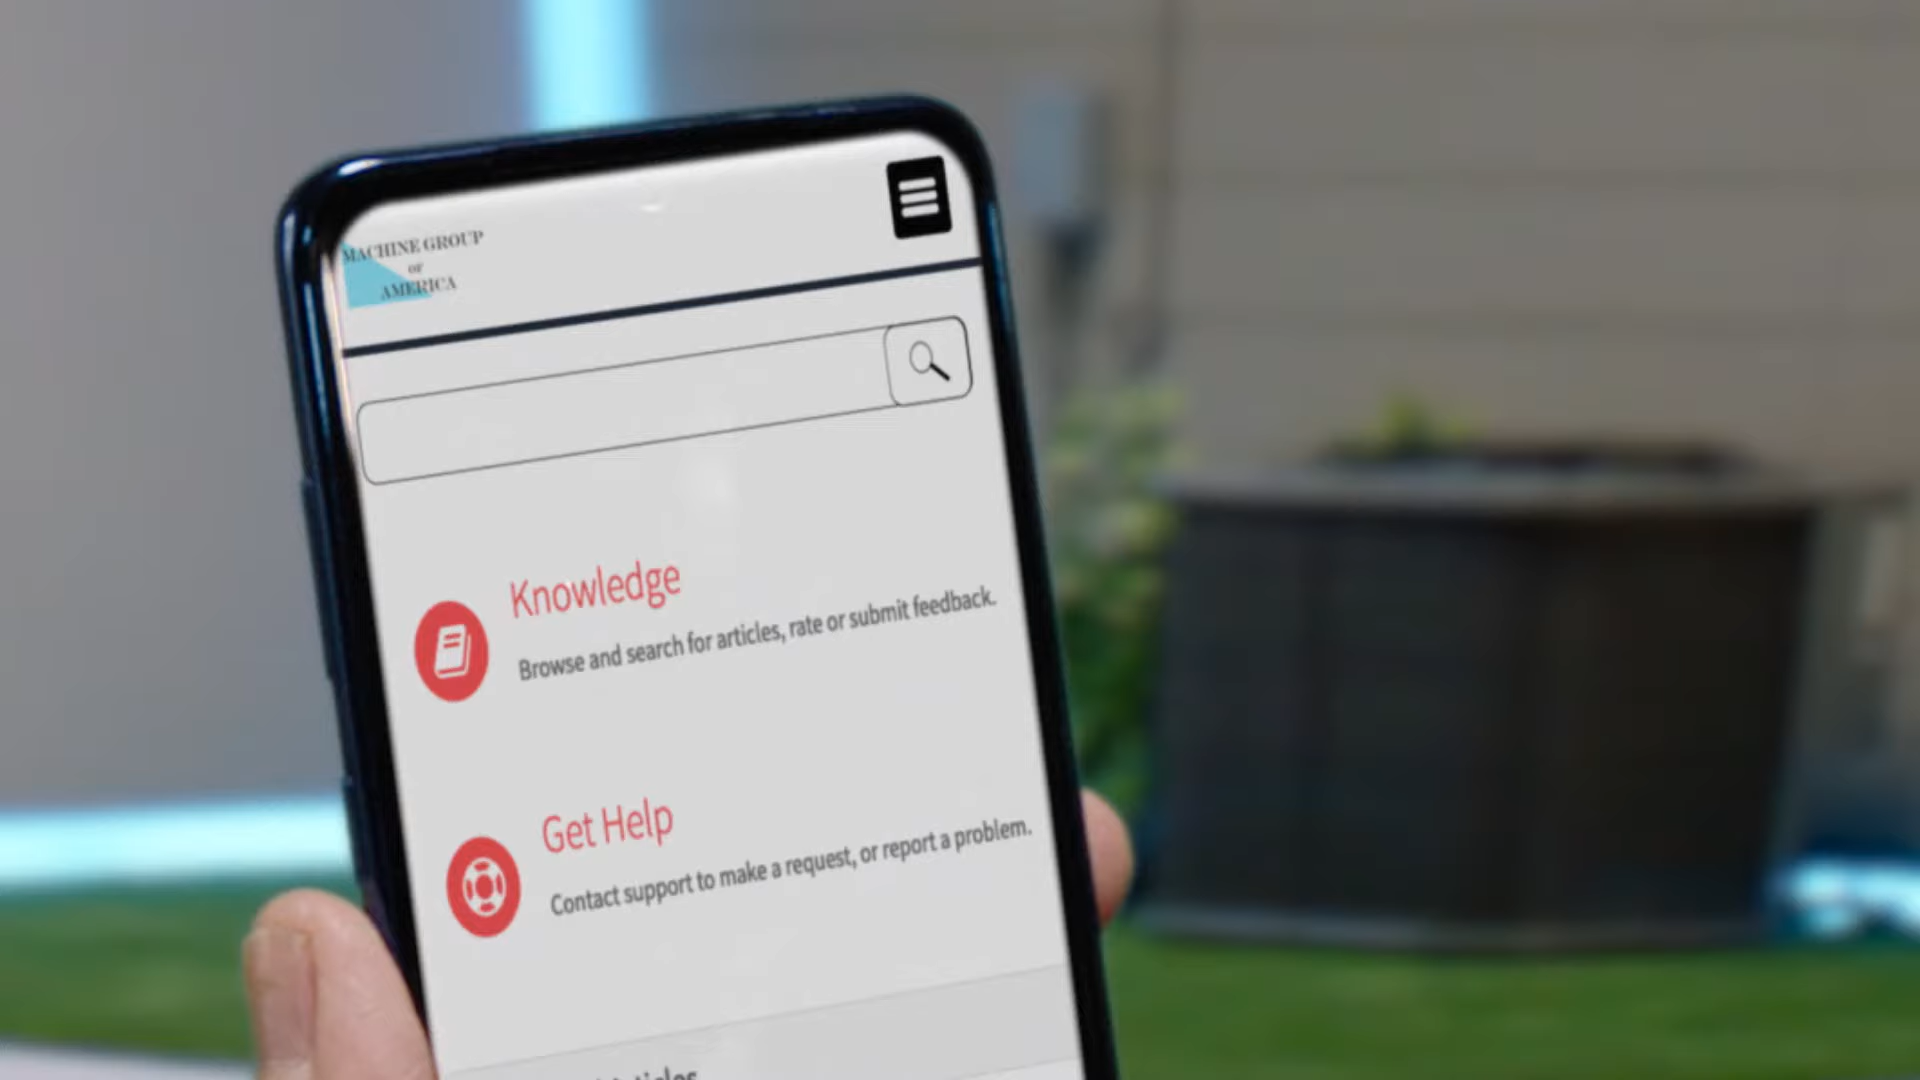 MACHINE GROUP
OF
AMERICA
Knowledge
Browse and search for articles, rate or submit feedback.
Get Help
Contact support to make a request, or report a problem.